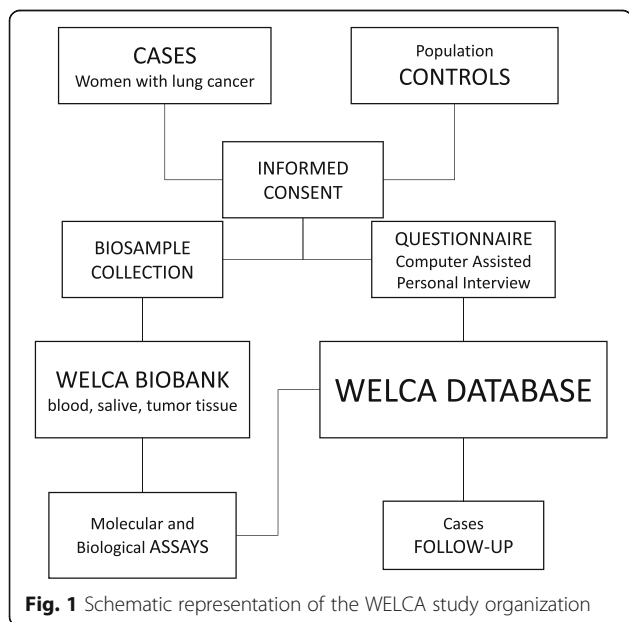 CASES
Women with lung cancer
Population
CONTROLS
INFORMED
CONSENT
BIOSAMPLE
COLLECTION
QUESTIONNAIRE
Computer Assisted
Personal Interview
WELCA BIOBANK
blood, salive, tumor tissue
WELCA DATABASE
Molecular and
Biological ASSAYS
Cases
FOLLOW-UP
Fig. 1 Schematic representation of the WELCA study organization